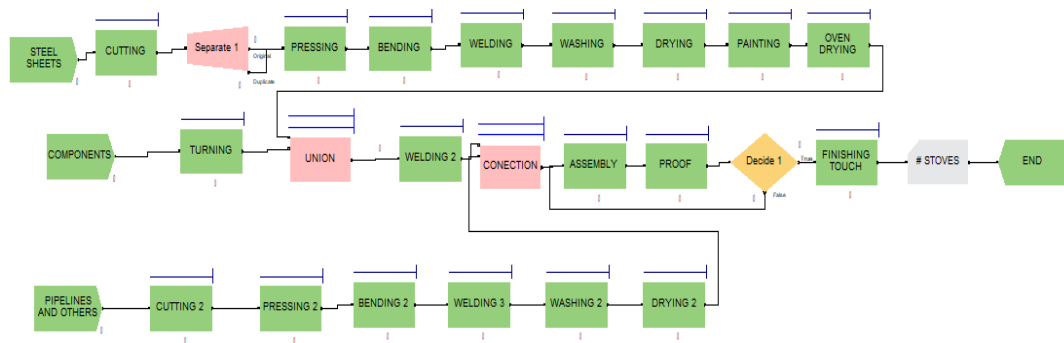 STEEL
SHEETS
CUTTING
Separate 1
Original
Duplicate
PRESSING
BENDING
WELDING
WASHING
DRYING
PAINTING
OVEN
DRYING
COMPONENTS
TURNING
UNION
WELDING 2
CONECTION
ASSEMBLY
PROOF
Decide 1
True
False
FINISHING
TOUCH
# STOVES
END
PIPELINES
AND OTHERS
CUTTING 2
PRESSING 2
BENDING 2
WELDING 3
WASHING 2
DRYING 2